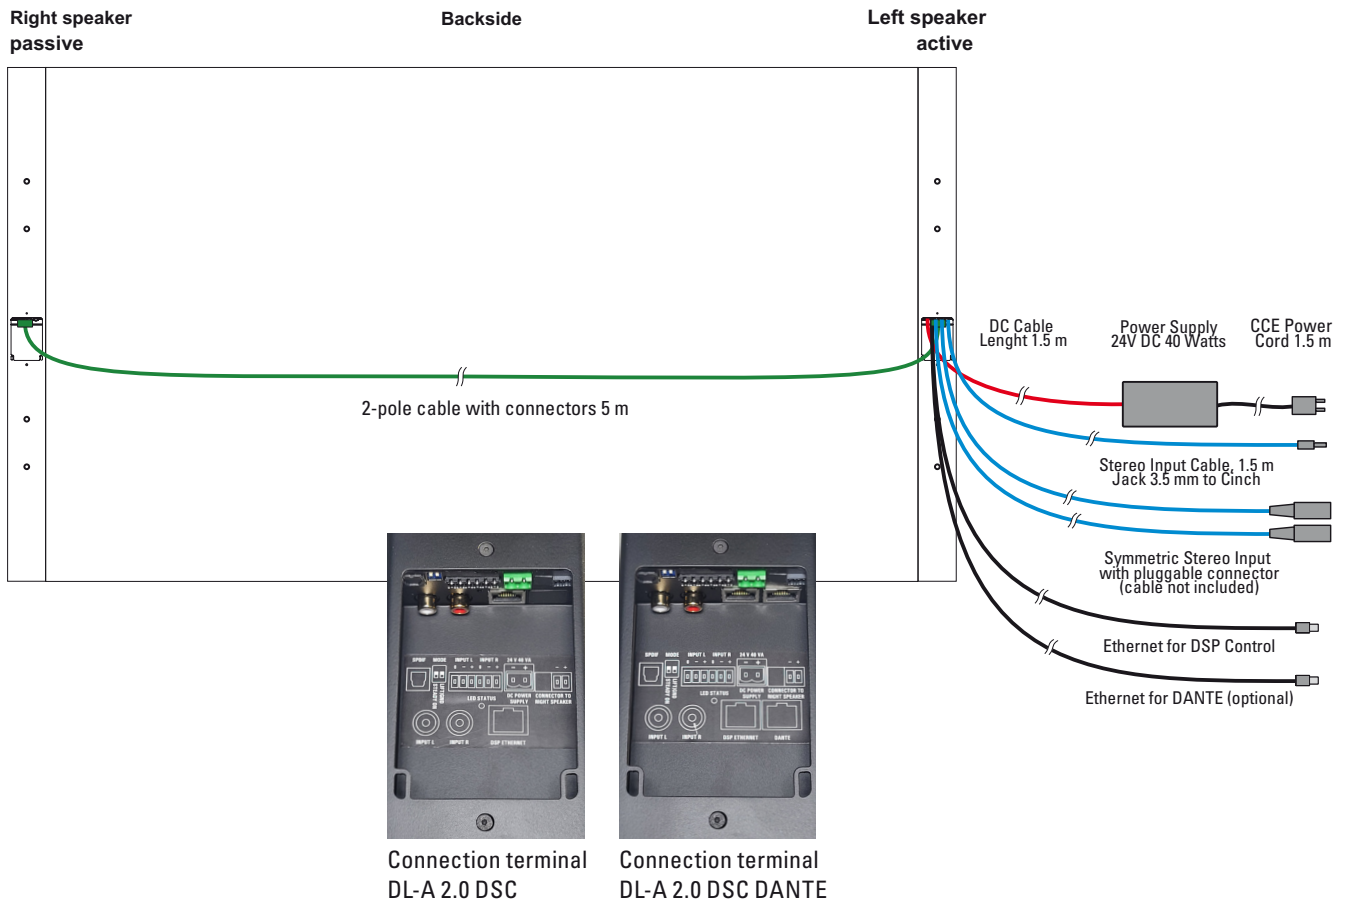 Right speaker
passive
Backside
Left speaker
active
DC Cable
Lenght 1.5 m
Power Supply
24V DC 40 Watts
CCE Power
Cord 1.5 m
2-pole cable with connectors 5 m
Stereo Input Cable, 1.5 m
Jack 3.5 mm to Cinch
Symmetric Stereo Input
with pluggable connector
(cable not included)
Ethernet for DSP Control
Ethernet for DANTE (optional)
SPDIF MODE INPUT L INPUT R 24 V 40 VA
LED STATUS
DC POWER
SUPPLY
CONNECTOR TO
RIGHT SPEAKER
INPUT L INPUT R DSP ETHERNET
SPDIF MODE INPUT L INPUT R 24 V 40 VA
LED STATUS
DC POWER
SUPPLY
CONNECTOR TO
RIGHT SPEAKER
INPUT L INPUT R DSP ETHERNET DANTE
Connection terminal
DL-A 2.0 DSC
Connection terminal
DL-A 2.0 DSC DANTE